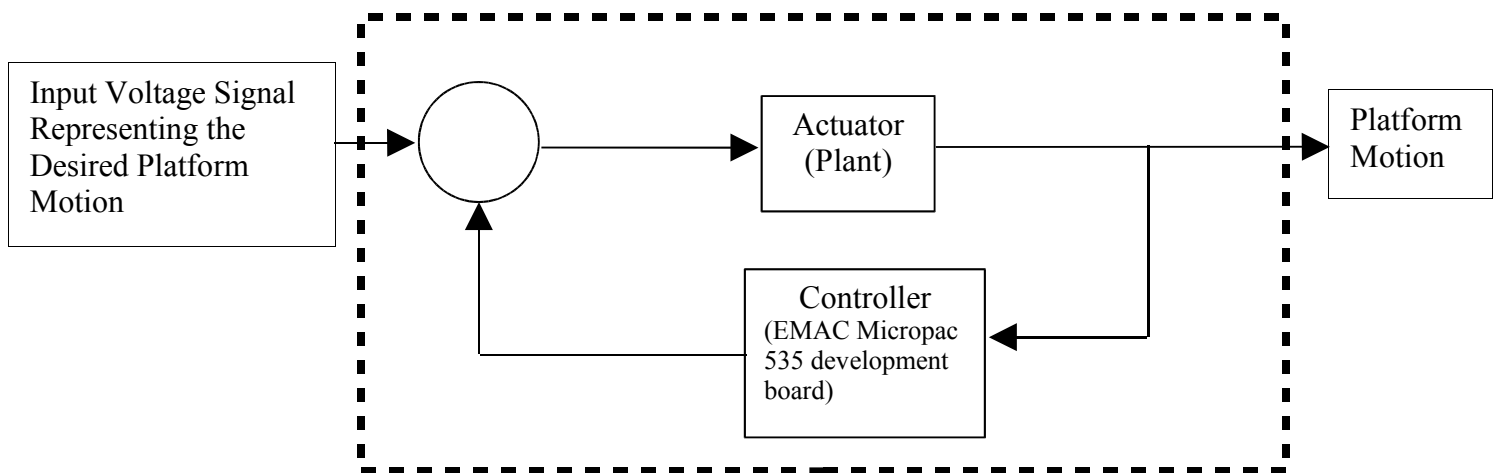 Input Voltage Signal
Representing the
Desired Platform
Motion
Actuator
(Plant)
Platform
Motion
Controller
(EMAC Micropac
535 development
board)